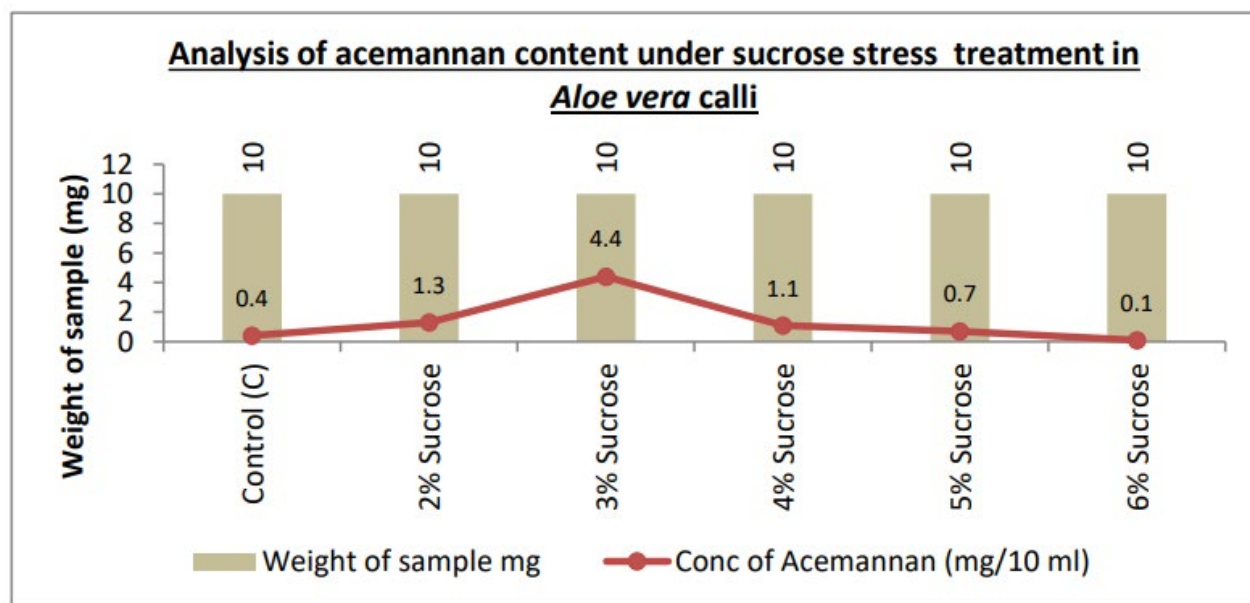 Analysis of acemannan content under sucrose stress treatment in
Aloe vera calli
Weight of sample (mg)
12
10
8
6
4
2
0
10
10
10
10
10
10
0.4
1.3
4.4
1.1
0.7
0.1
Control (C)
2% Sucrose
3% Sucrose
4% Sucrose
5% Sucrose
6% Sucrose
Weight of sample mg
Conc of Acemannan (mg/10 ml)